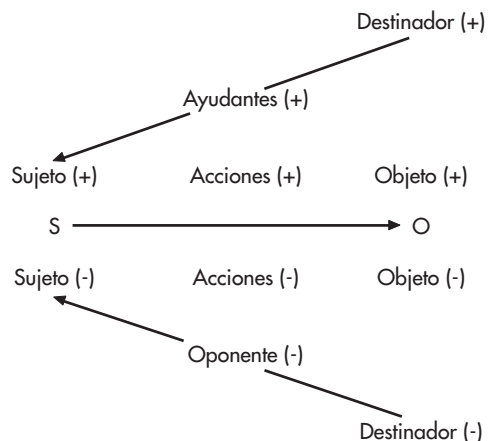 Destinador (+)
Ayudantes (+)
Sujeto (+) Acciones (+) Objeto (+)
S O
Sujeto (-) Acciones (-) Objeto (-)
Oponente (-)
Destinador (-)